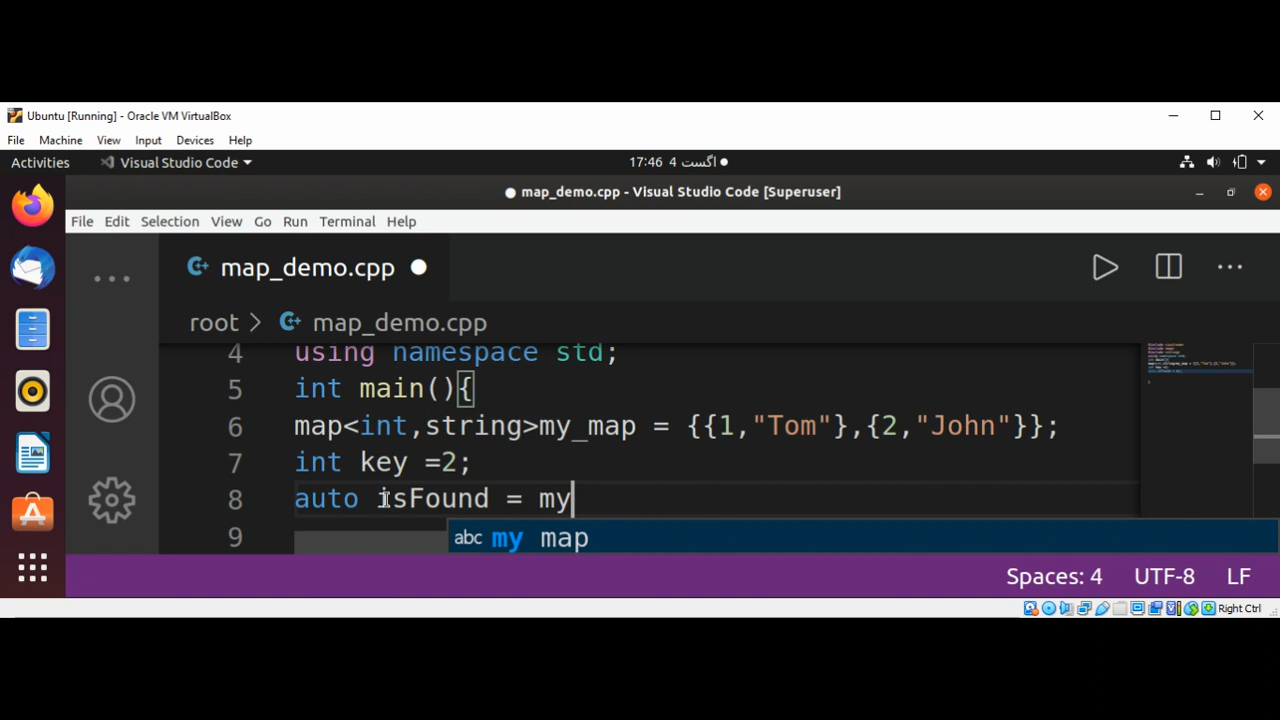 Ubuntu [Running] - Oracle VM VirtualBox
File Machine View Input Devices Help
Activities Visual Studio Code 17:46 4 اگست
map_demo.cpp - Visual Studio Code [Superuser]
File Edit Selection View Go Run Terminal Help
map_demo.cpp
root > map_demo.cpp
4 using namespace std;
5 int main(){
6 map<int,string>my_map = {{1,"Tom"},{2,"John"}};
7 int key =2;
8 auto isFound = my
9
abc my map
Spaces: 4 UTF-8 LF
Right Ctrl